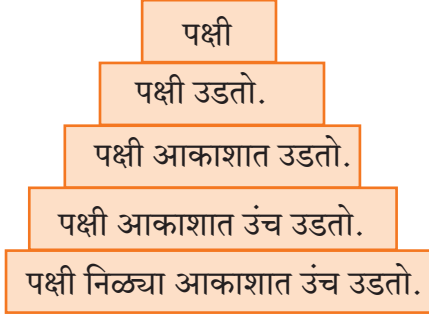 पक्षी
पक्षी उडतो.
पक्षी आकाशात उडतो.
पक्षी आकाशात उंच उडतो.
पक्षी निळ्या आकाशात उंच उडतो.